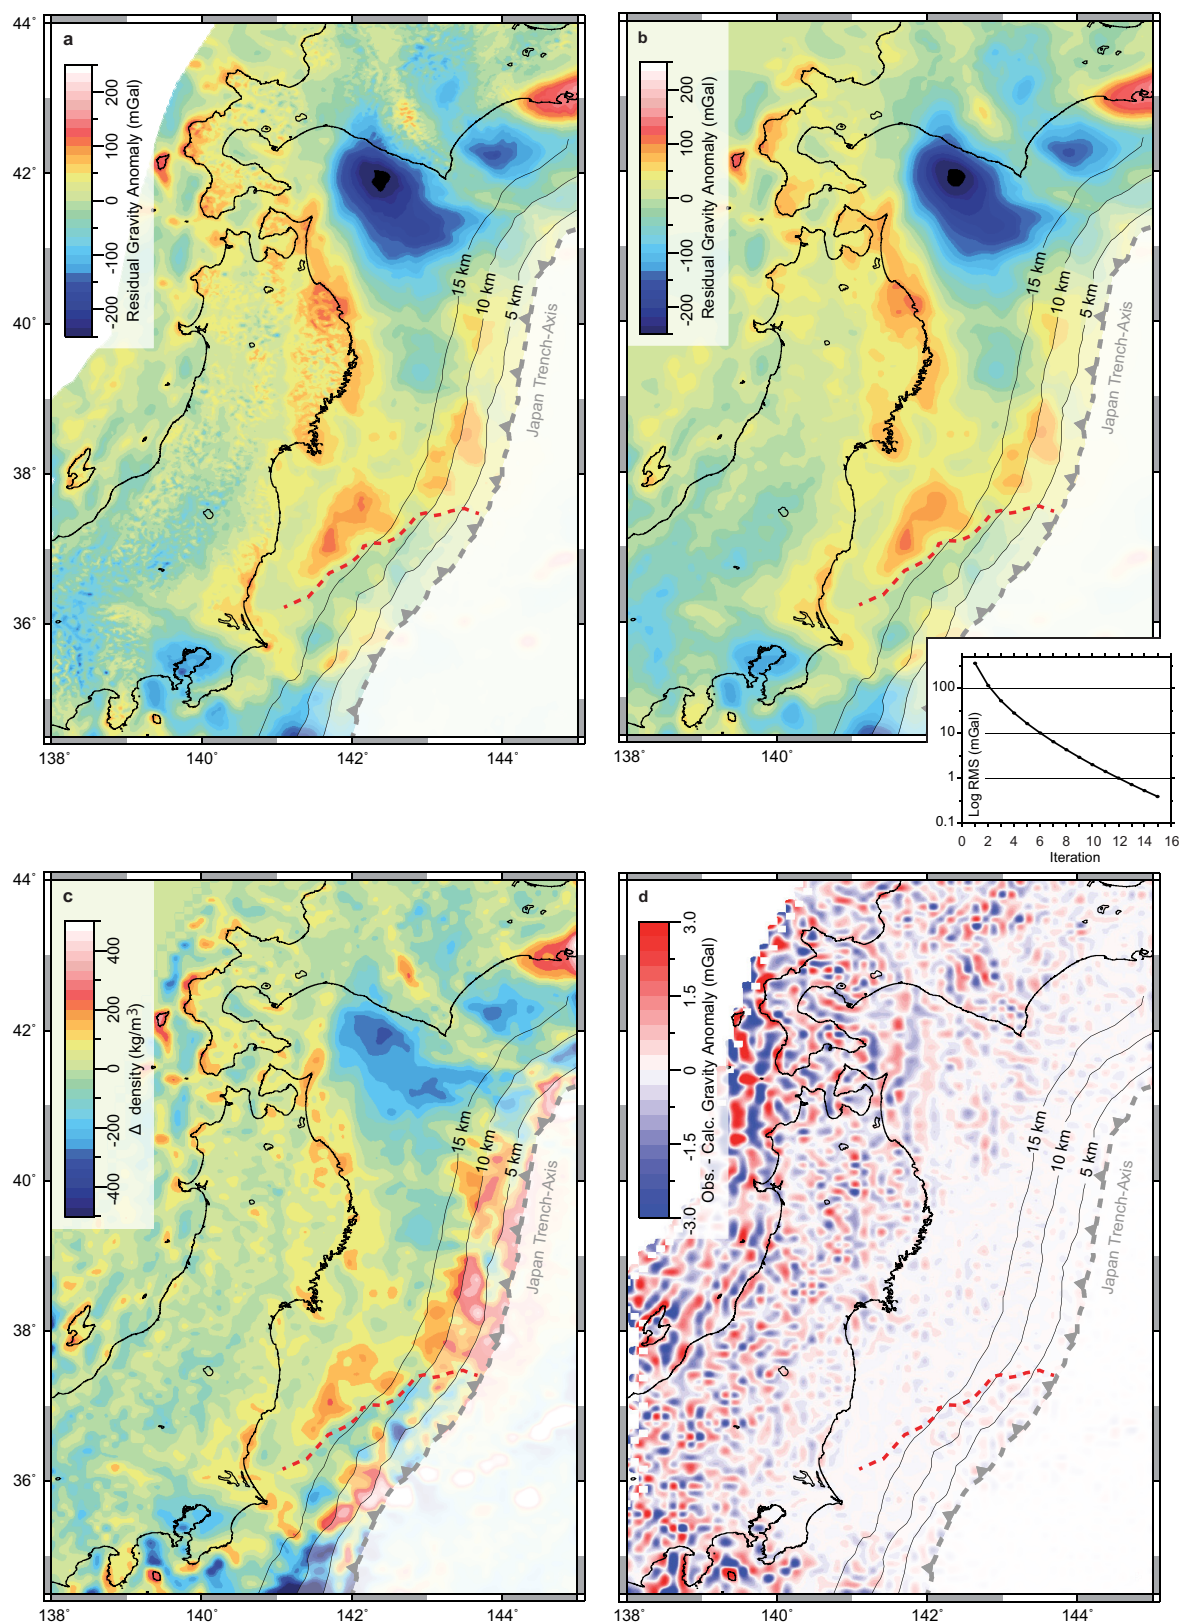 a
44°
42°
40°
38°
36°
138°
140°
142°
144°
200
100
0
-100
-200
Residual Gravity Anomaly (mGal)
15 km
10 km
5 km
Japan Trench-Axis
b
200
100
0
-100
-200
Residual Gravity Anomaly (mGal)
15 km
10 km
5 km
Japan Trench-Axis
138°
140°
142°
100
10
1
0.1
Log RMS (mGal)
0 2 4 6 8 10 12 14 16
Iteration
c
44°
42°
40°
38°
36°
138°
140°
142°
144°
400
200
0
-200
-400
Δ density (kg/m3)
15 km
10 km
5 km
Japan Trench-Axis
d
3.0
1.5
0
-1.5
-3.0
Obs. - Calc. Gravity Anomaly (mGal)
15 km
10 km
5 km
Japan Trench-Axis
138°
140°
142°
144°